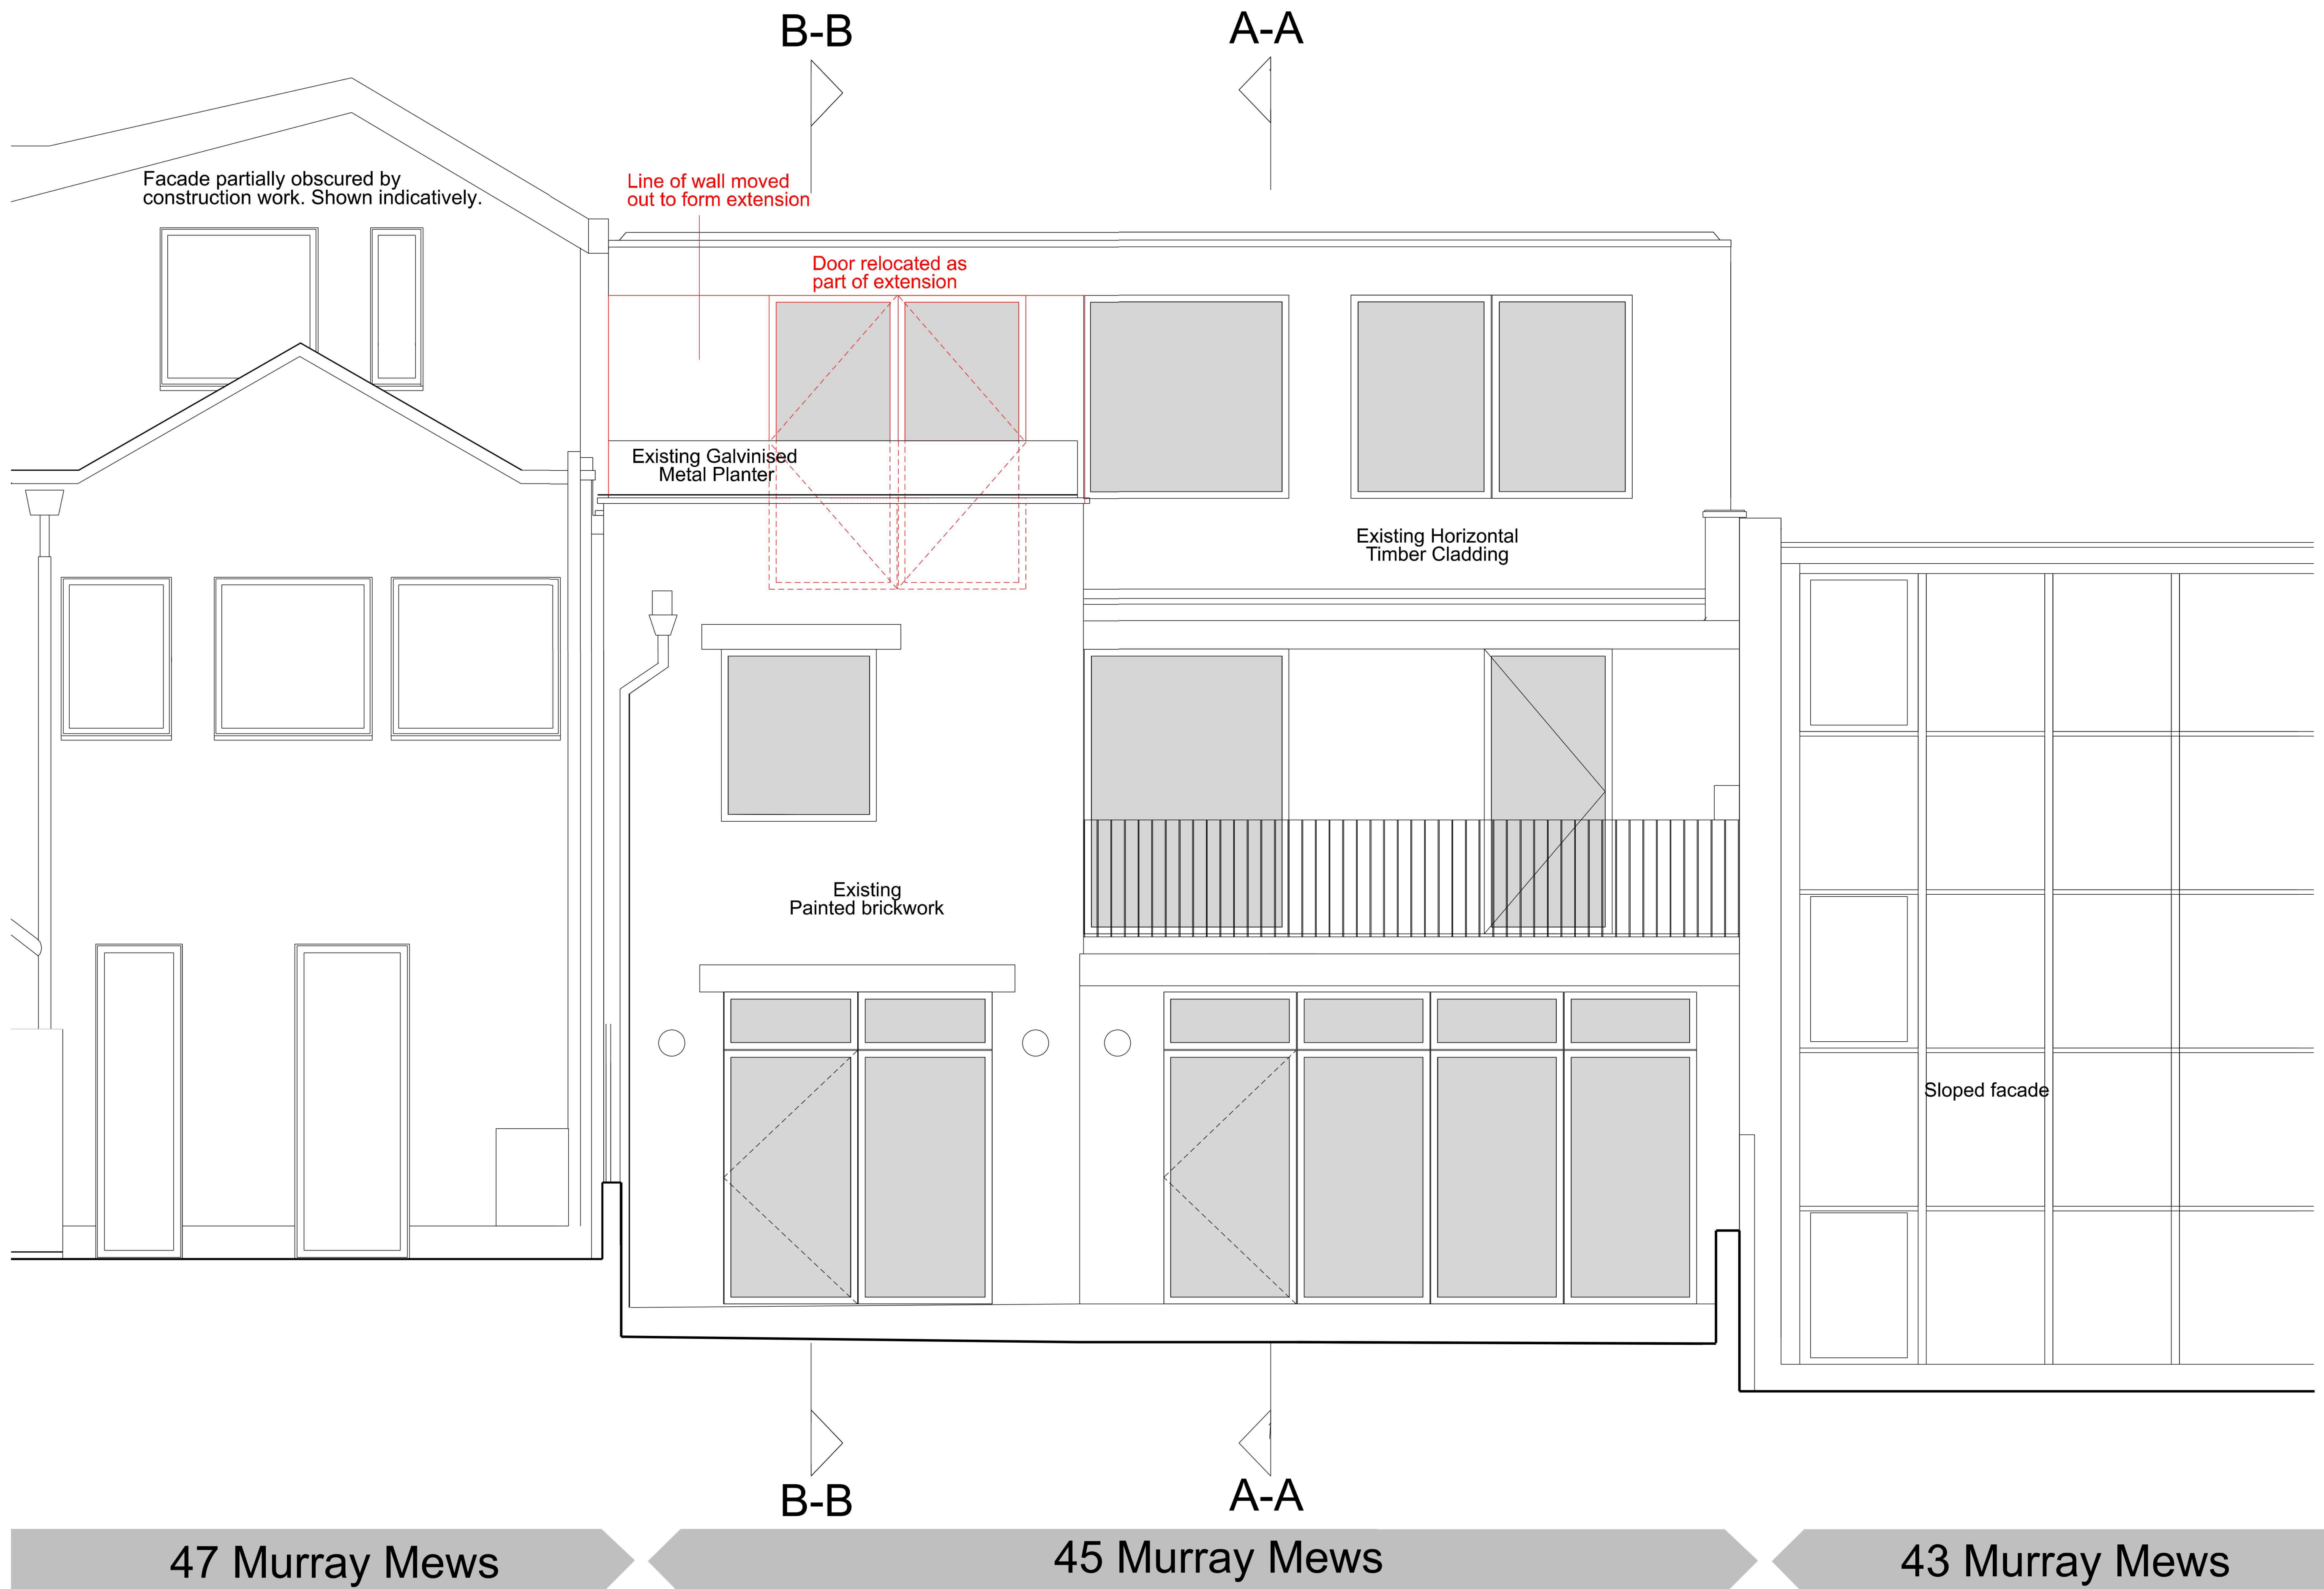 B-B
A-A
Facade partially obscured by
construction work. Shown indicatively.
Line of wall moved
out to form extension
Door relocated as
part of extension
Existing Galvinised
Metal Planter
Existing Horizontal
Timber Cladding
Existing
Painted brickwork
Sloped facade
B-B
A-A
47 Murray Mews
45 Murray Mews
43 Murray Mews